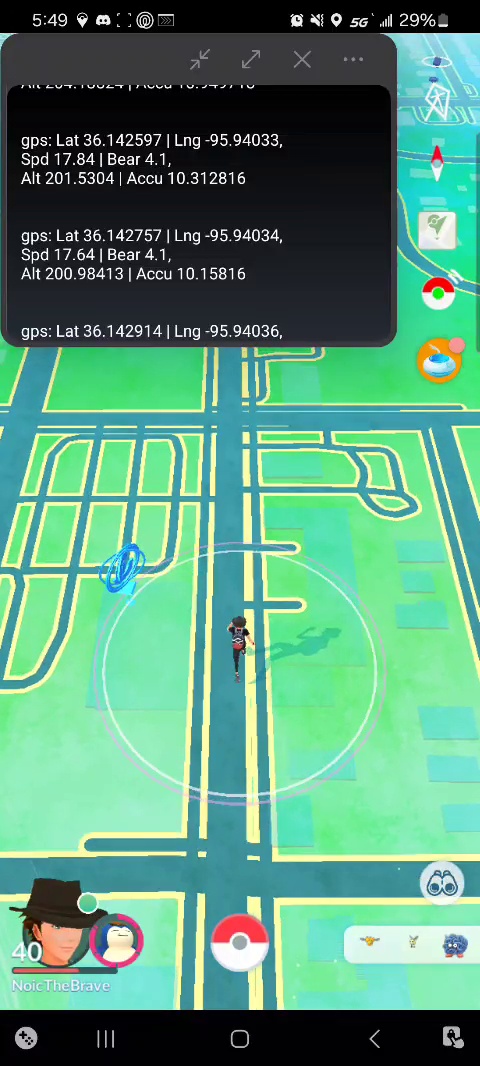 5:49
5G
29%
gps: Lat 36.142597 | Lng -95.94033,
Spd 17.84 | Bear 4.1,
Alt 201.5304 | Accu 10.312816
gps: Lat 36.142757 | Lng -95.94034,
Spd 17.64 | Bear 4.1,
Alt 200.98413 | Accu 10.15816
gps: Lat 36.142914 | Lng -95.94036,
N
40
NoicTheBrave